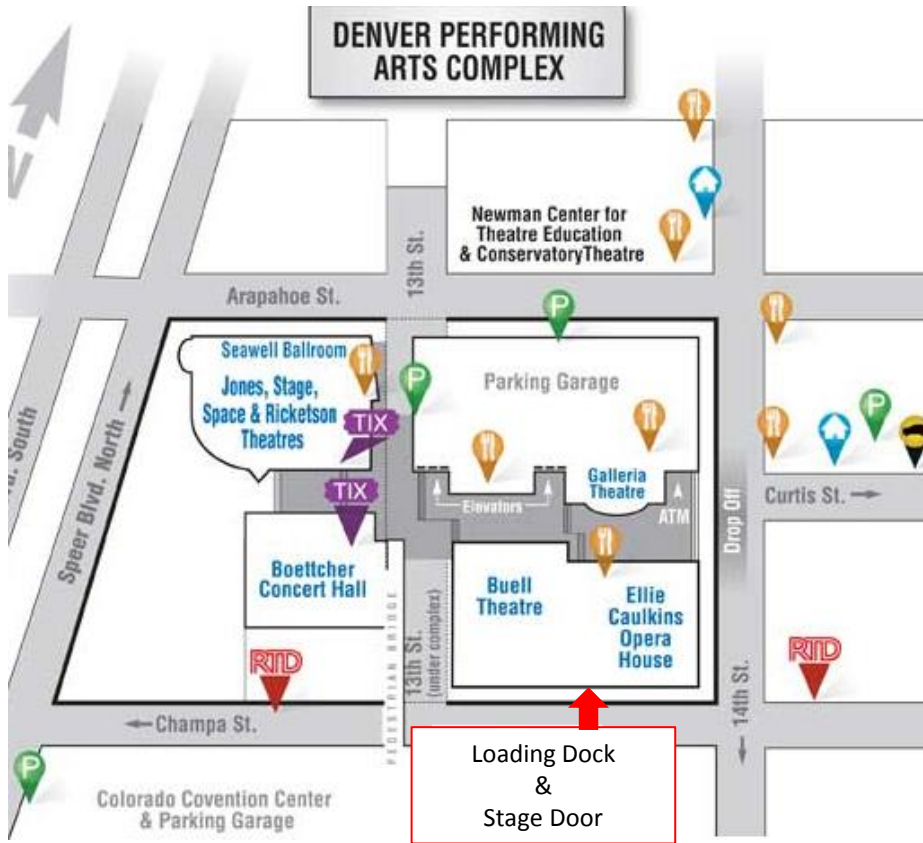 DENVER PERFORMING
ARTS COMPLEX
N
Newman Center for
Theatre Education
& ConservatoryTheatre
13th St.
Arapahoe St.
Seawell Ballroom
Jones, Stage,
Space & Ricketson
Theatres
TIX
TIX
P
P
Parking Garage
Elevators
Galleria
Theatre
ATM
P
Curtis St.
Drop Off
South
Speer Blvd. North
Boettcher
Concert Hall
Buell
Theatre
Ellie
Caulkins
Opera
House
PEDESTRIAN BRIDGE
13th St.
(under complex)
RTD
RTD
14th St.
Champa St.
P
Colorado Covention Center
& Parking Garage
Loading Dock
&
Stage Door